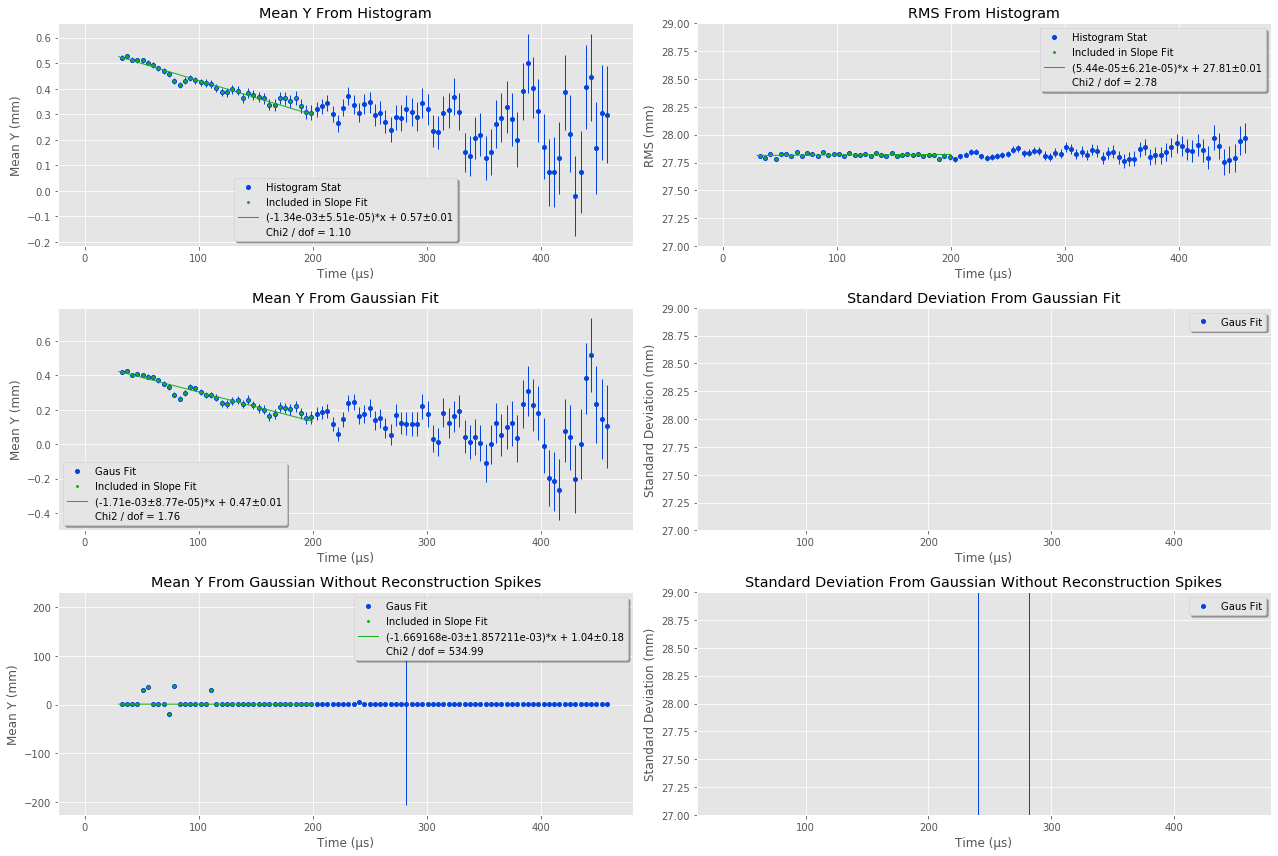 Mean Y From Histogram
Mean Y (mm)
0.6
0.5
0.4
0.3
0.2
0.1
0.0
−0.1
−0.2
Histogram Stat
Included in Slope Fit
(-1.34e-03±5.51e-05)*x + 0.57±0.01
Chi2 / dof = 1.10
0 100 200 300 400
Time (µs)
RMS From Histogram
RMS (mm)
29.00
28.75
28.50
28.25
28.00
27.75
27.50
27.25
27.00
Histogram Stat
Included in Slope Fit
(5.44e-05±6.21e-05)*x + 27.81±0.01
Chi2 / dof = 2.78
0 100 200 300 400
Time (µs)
Mean Y From Gaussian Fit
Mean Y (mm)
0.6
0.4
0.2
0.0
−0.2
−0.4
Gaus Fit
Included in Slope Fit
(-1.71e-03±8.77e-05)*x + 0.47±0.01
Chi2 / dof = 1.76
0 100 200 300 400
Time (µs)
Standard Deviation From Gaussian Fit
Standard Deviation (mm)
29.00
28.75
28.50
28.25
28.00
27.75
27.50
27.25
27.00
Gaus Fit
100 200 300 400
Time (µs)
Mean Y From Gaussian Without Reconstruction Spikes
Mean Y (mm)
200
100
0
−100
−200
Gaus Fit
Included in Slope Fit
(-1.669168e-03±1.857211e-03)*x + 1.04±0.18
Chi2 / dof = 534.99
0 100 200 300 400
Time (µs)
Standard Deviation From Gaussian Without Reconstruction Spikes
Standard Deviation (mm)
29.00
28.75
28.50
28.25
28.00
27.75
27.50
27.25
27.00
Gaus Fit
100 200 300 400
Time (µs)